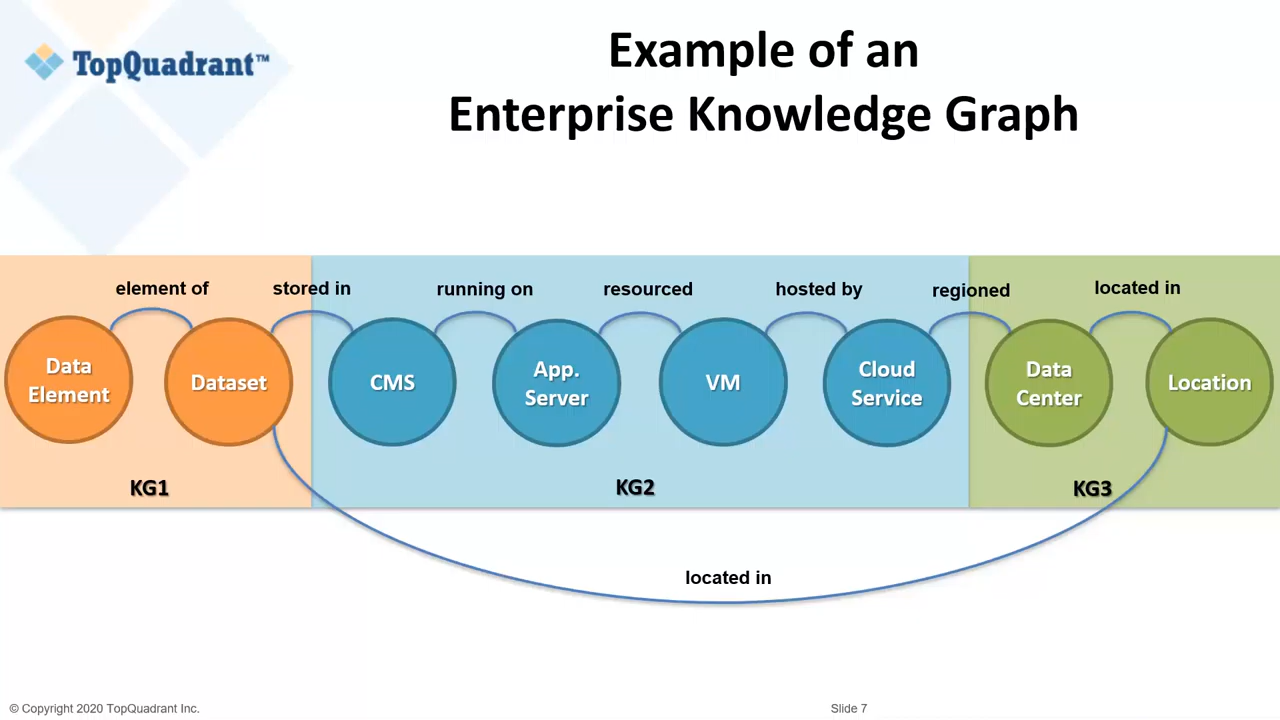 TopQuadrant™
Example of an
Enterprise Knowledge Graph
element of
stored in
running on
resourced
hosted by
regioned
located in
Data
Element
Dataset
CMS
App.
Server
VM
Cloud
Service
Data
Center
Location
KG1
KG2
KG3
located in
© Copyright 2020 TopQuadrant Inc.
Slide 7